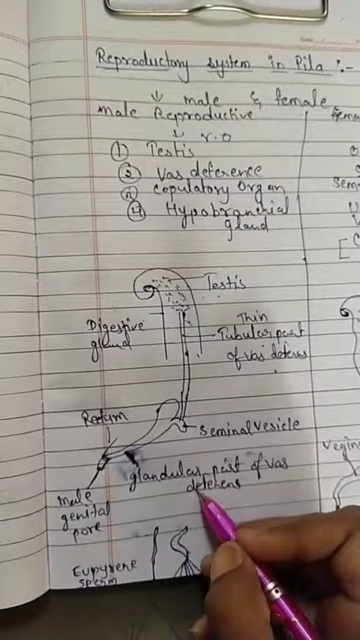 Reproductory system in Pila :-
male & female
male Reproductive
r.o
① Testis
② Vas deference
copulatory organ
④ Hypobranchial
gland
Testis
Digestive
gland
Thin
Tubular part
of vas deferens
Rectum
Seminal vesicle
glandular part of vas
deferens
male
genital
pore
Eupyrene
sperm